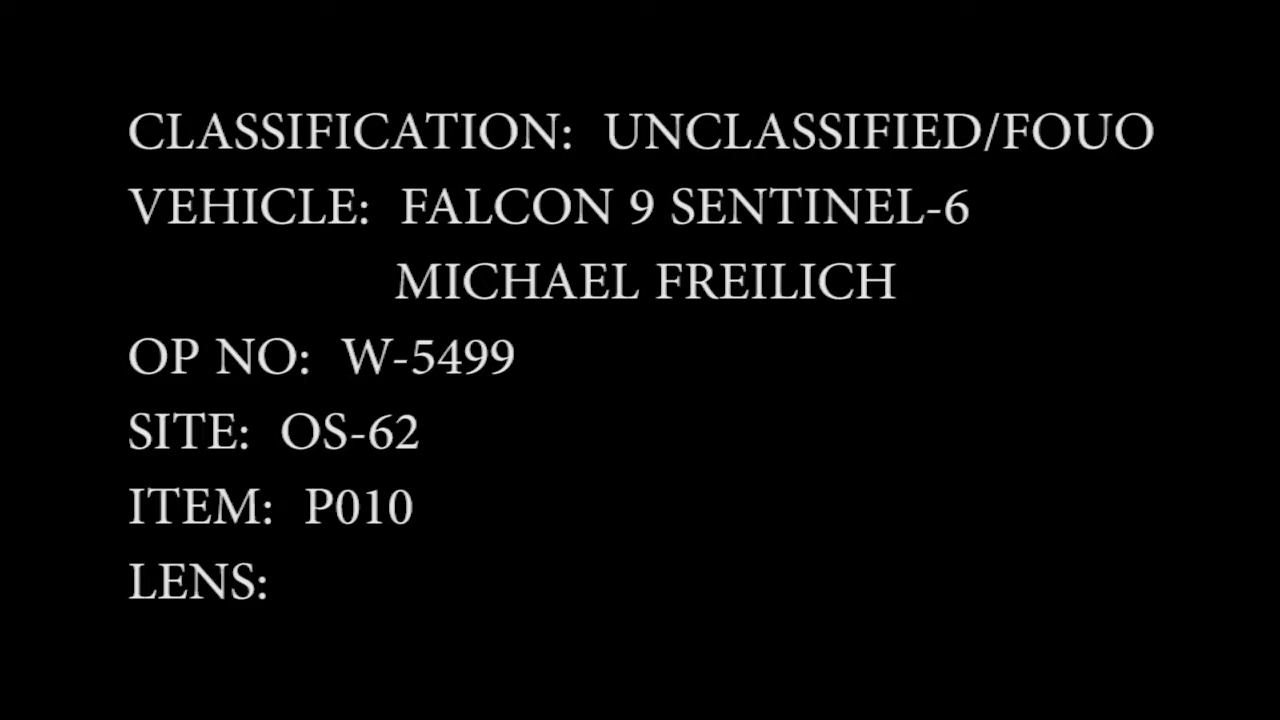 CLASSIFICATION: UNCLASSIFIED/FOUO
VEHICLE: FALCON 9 SENTINEL-6
MICHAEL FREILICH
OP NO: W-5499
SITE: OS-62
ITEM: P010
LENS: